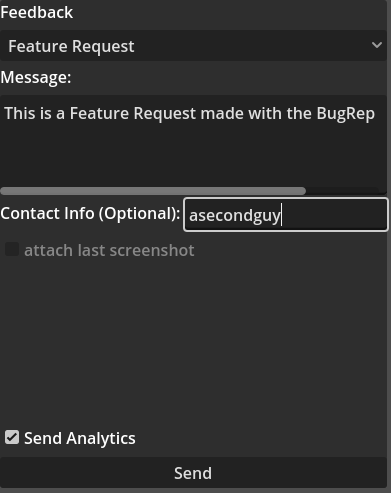 Feedback
Feature Request
Message:
This is a Feature Request made with the BugRep
Contact Info (Optional): asecondguy
attach last screenshot
Send Analytics
Send